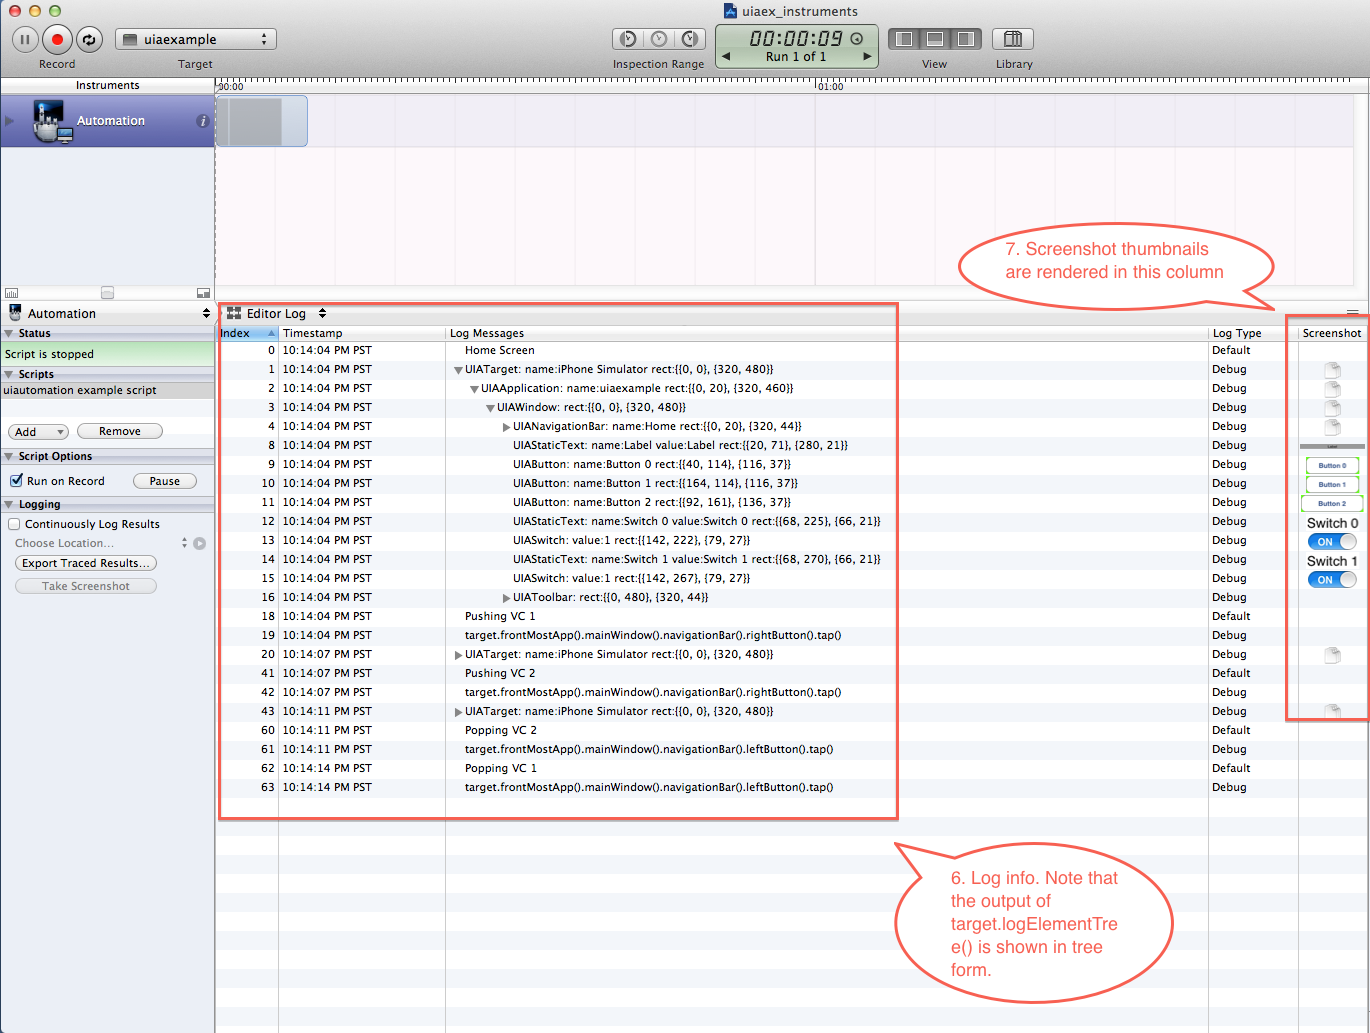 uiaex_instruments
uiaexample
00:00:09
Run 1 of 1
Record
Target
Inspection Range
View
Library
Instruments
00:00
01:00
Automation
7. Screenshot thumbnails
are rendered in this column
Automation
Editor Log
Status
Script is stopped
Scripts
uiautomation example script
Add
Remove
Script Options
Run on Record
Pause
Logging
Continuously Log Results
Choose Location...
Export Traced Results...
Take Screenshot
Index Timestamp Log Messages Log Type Screenshot
0 10:14:04 PM PST Home Screen Default
1 10:14:04 PM PST UIATarget: name:iPhone Simulator rect:{{0, 0}, {320, 480}} Debug
2 10:14:04 PM PST UIAApplication: name:uiaexample rect:{{0, 20}, {320, 460}} Debug
3 10:14:04 PM PST UIAWindow: rect:{{0, 0}, {320, 480}} Debug
4 10:14:04 PM PST UIANavigationBar: name:Home rect:{{0, 20}, {320, 44}} Debug
8 10:14:04 PM PST UIAStaticText: name:Label value:Label rect:{{20, 71}, {280, 21}} Debug
9 10:14:04 PM PST UIAButton: name:Button 0 rect:{{40, 114}, {116, 37}} Debug Button 0
10 10:14:04 PM PST UIAButton: name:Button 1 rect:{{164, 114}, {116, 37}} Debug Button 1
11 10:14:04 PM PST UIAButton: name:Button 2 rect:{{92, 161}, {136, 37}} Debug Button 2
12 10:14:04 PM PST UIAStaticText: name:Switch 0 value:Switch 0 rect:{{68, 225}, {66, 21}} Debug Switch 0
13 10:14:04 PM PST UIASwitch: value:1 rect:{{142, 222}, {79, 27}} Debug ON
14 10:14:04 PM PST UIAStaticText: name:Switch 1 value:Switch 1 rect:{{68, 270}, {66, 21}} Debug Switch 1
15 10:14:04 PM PST UIASwitch: value:1 rect:{{142, 267}, {79, 27}} Debug ON
16 10:14:04 PM PST UIAToolbar: rect:{{0, 480}, {320, 44}} Debug
18 10:14:04 PM PST Pushing VC 1 Default
19 10:14:04 PM PST target.frontMostApp().mainWindow().navigationBar().rightButton().tap() Debug
20 10:14:07 PM PST UIATarget: name:iPhone Simulator rect:{{0, 0}, {320, 480}} Debug
41 10:14:07 PM PST Pushing VC 2 Default
42 10:14:07 PM PST target.frontMostApp().mainWindow().navigationBar().rightButton().tap() Debug
43 10:14:11 PM PST UIATarget: name:iPhone Simulator rect:{{0, 0}, {320, 480}} Debug
60 10:14:11 PM PST Popping VC 2 Default
61 10:14:11 PM PST target.frontMostApp().mainWindow().navigationBar().leftButton().tap() Debug
62 10:14:14 PM PST Popping VC 1 Default
63 10:14:14 PM PST target.frontMostApp().mainWindow().navigationBar().leftButton().tap() Debug
6. Log info. Note that
the output of
target.logElementTre
e() is shown in tree
form.